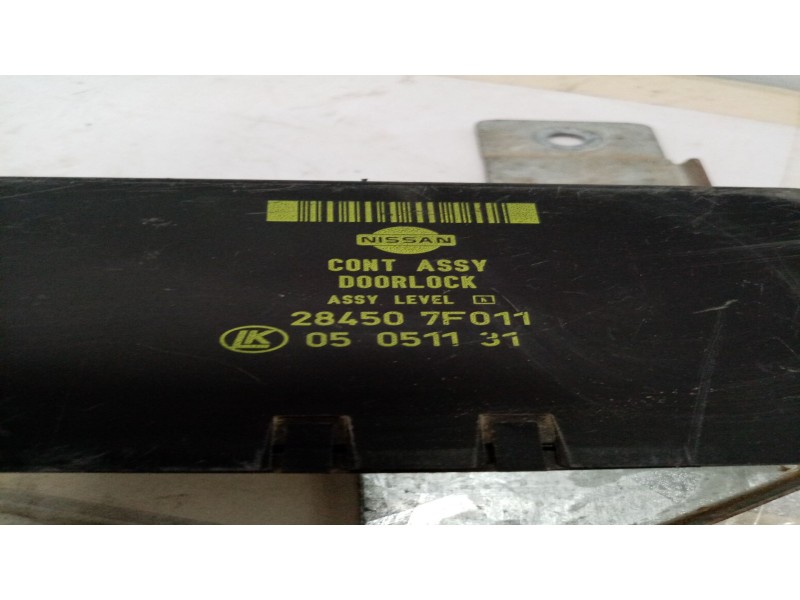 NISSAN
CONT ASSY
DOORLOCK
ASSY LEVEL A
28450 7F011
LK 05 0511 31